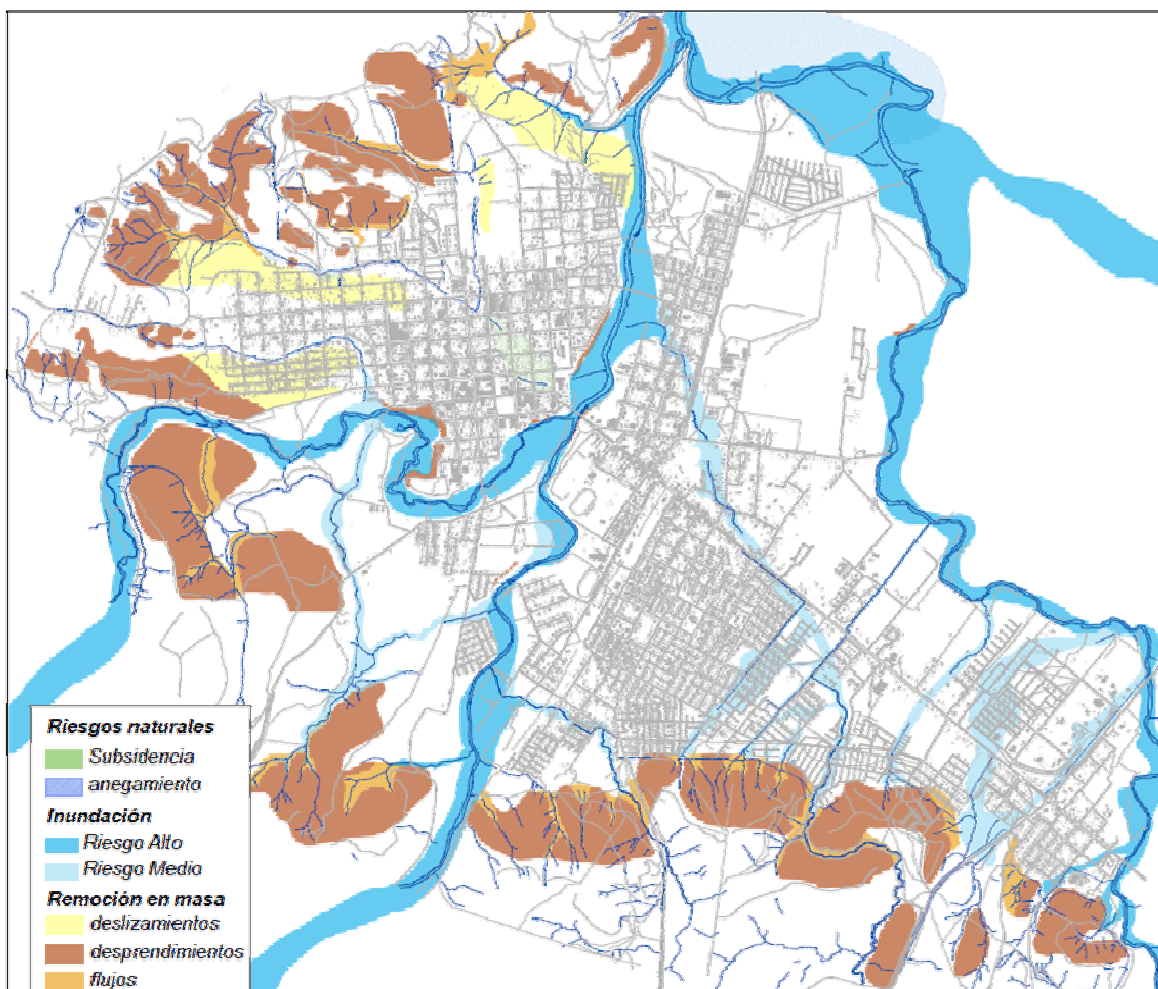 Riesgos naturales
Subsidencia
anegamiento
Inundación
Riesgo Alto
Riesgo Medio
Remoción en masa
deslizamientos
desprendimientos
flujos